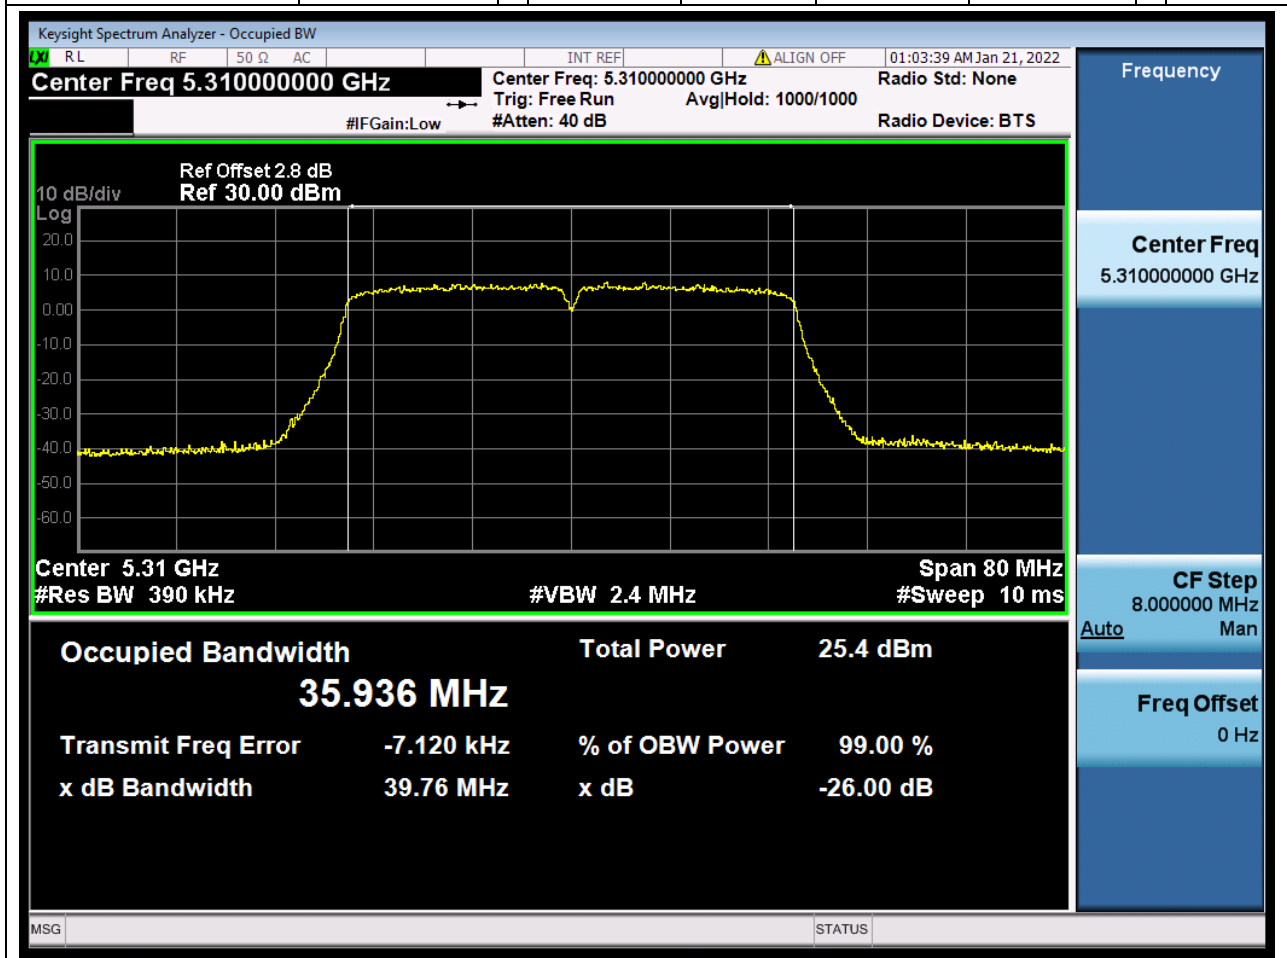 Keysight Spectrum Analyzer - Occupied BW
LXI RL RF 50 Ω AC INT REF ALIGN OFF 01:03:39 AM Jan 21, 2022
Center Freq 5.310000000 GHz
Center Freq: 5.310000000 GHz
Radio Std: None
Trig: Free Run Avg|Hold: 1000/1000
#IFGain:Low #Atten: 40 dB
Radio Device: BTS
Ref Offset 2.8 dB
10 dB/div Ref 30.00 dBm
Log
20.0
10.0
0.00
-10.0
-20.0
-30.0
-40.0
-50.0
-60.0
Center 5.31 GHz Span 80 MHz
#Res BW 390 kHz #VBW 2.4 MHz #Sweep 10 ms
Occupied Bandwidth Total Power 25.4 dBm
35.936 MHz
Transmit Freq Error -7.120 kHz % of OBW Power 99.00 %
x dB Bandwidth 39.76 MHz x dB -26.00 dB
Frequency
Center Freq
5.310000000 GHz
CF Step
8.000000 MHz
Auto Man
Freq Offset
0 Hz
MSG STATUS